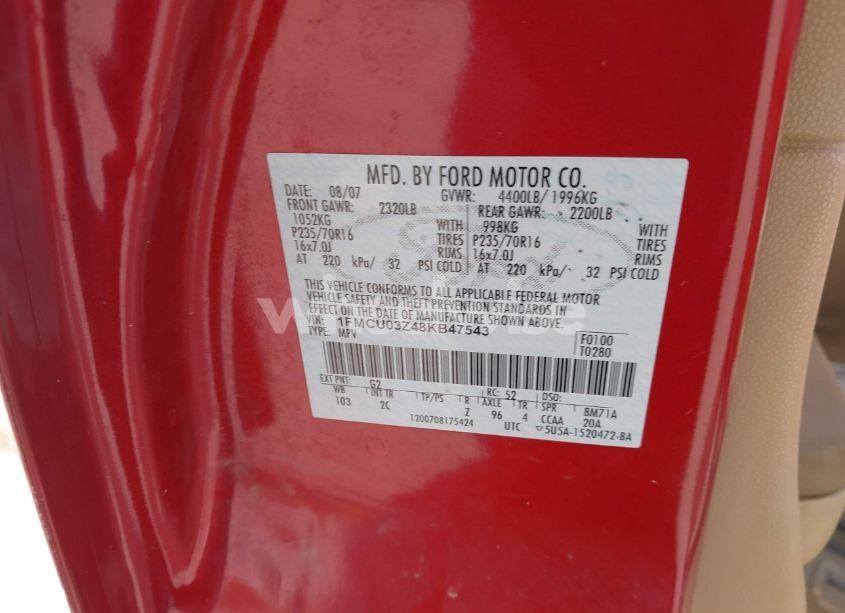 MFD. BY FORD MOTOR CO.
DATE: 08/07 GVWR: 4400LB/ 1996KG
FRONT GAWR: 2320LB REAR GAWR: 2200LB
1052KG WITH 998KG WITH
P235/70R16 TIRES P235/70R16 TIRES
16x7.0J RIMS 16x7.0J RIMS
AT 220 kPa/ 32 PSI COLD AT 220 kPa/ 32 PSI COLD
THIS VEHICLE CONFORMS TO ALL APPLICABLE FEDERAL MOTOR
VEHICLE SAFETY AND THEFT PREVENTION STANDARDS IN
EFFECT ON THE DATE OF MANUFACTURE SHOWN ABOVE.
VIN: 1FMCU03Z48KB47543 F0100
TYPE: MPV T0280
EXT PNT: G2 RC: 52 DSO:
WB INT TR TP/PS R AXLE TR SPR 8M71A
103 2C Z 96 4 CCAA 20A
1200708175424 UTC ▽5U5A-1520472-BA